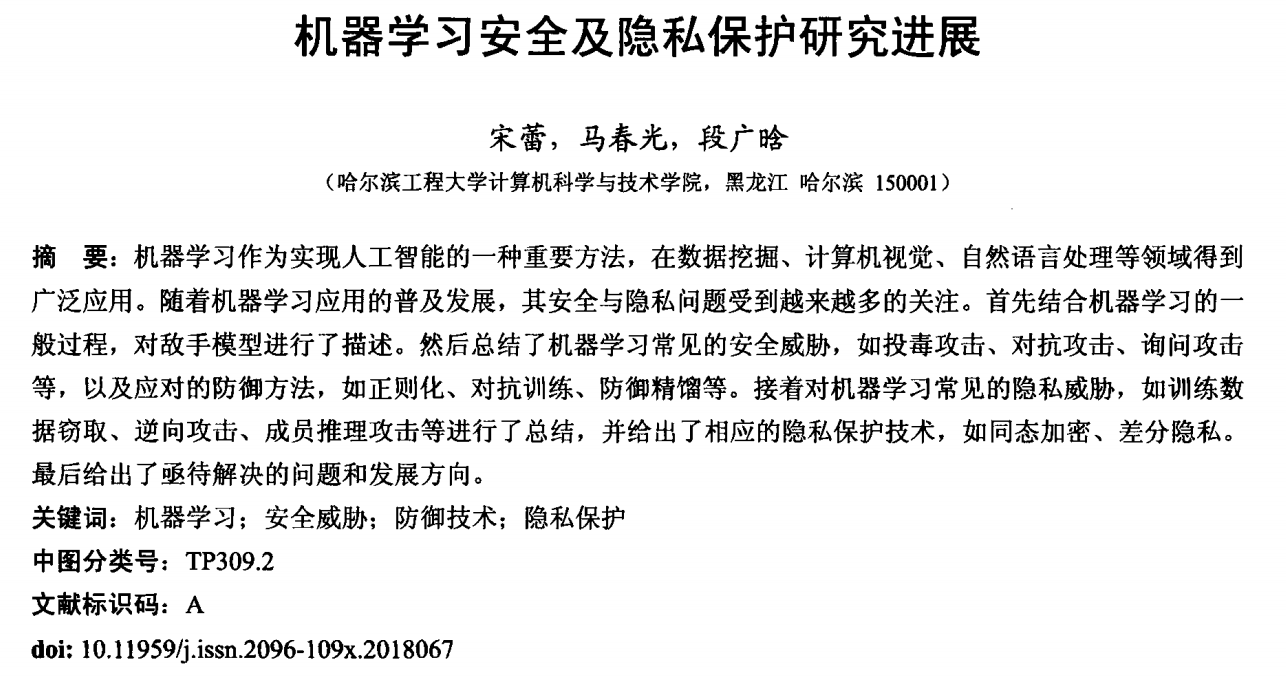 机器学习安全及隐私保护研究进展
宋蕾，马春光，段广晗
（哈尔滨工程大学计算机科学与技术学院，黑龙江 哈尔滨 150001）
摘　要：机器学习作为实现人工智能的一种重要方法，在数据挖掘、计算机视觉、自然语言处理等领域得到
广泛应用。随着机器学习应用的普及发展，其安全与隐私问题受到越来越多的关注。首先结合机器学习的一
般过程，对敌手模型进行了描述。然后总结了机器学习常见的安全威胁，如投毒攻击、对抗攻击、询问攻击
等，以及应对的防御方法，如正则化、对抗训练、防御精馏等。接着对机器学习常见的隐私威胁，如训练数
据窃取、逆向攻击、成员推理攻击等进行了总结，并给出了相应的隐私保护技术，如同态加密、差分隐私。
最后给出了亟待解决的问题和发展方向。
关键词：机器学习；安全威胁；防御技术；隐私保护
中图分类号：TP309.2
文献标识码：A
doi: 10.11959/j.issn.2096-109x.2018067